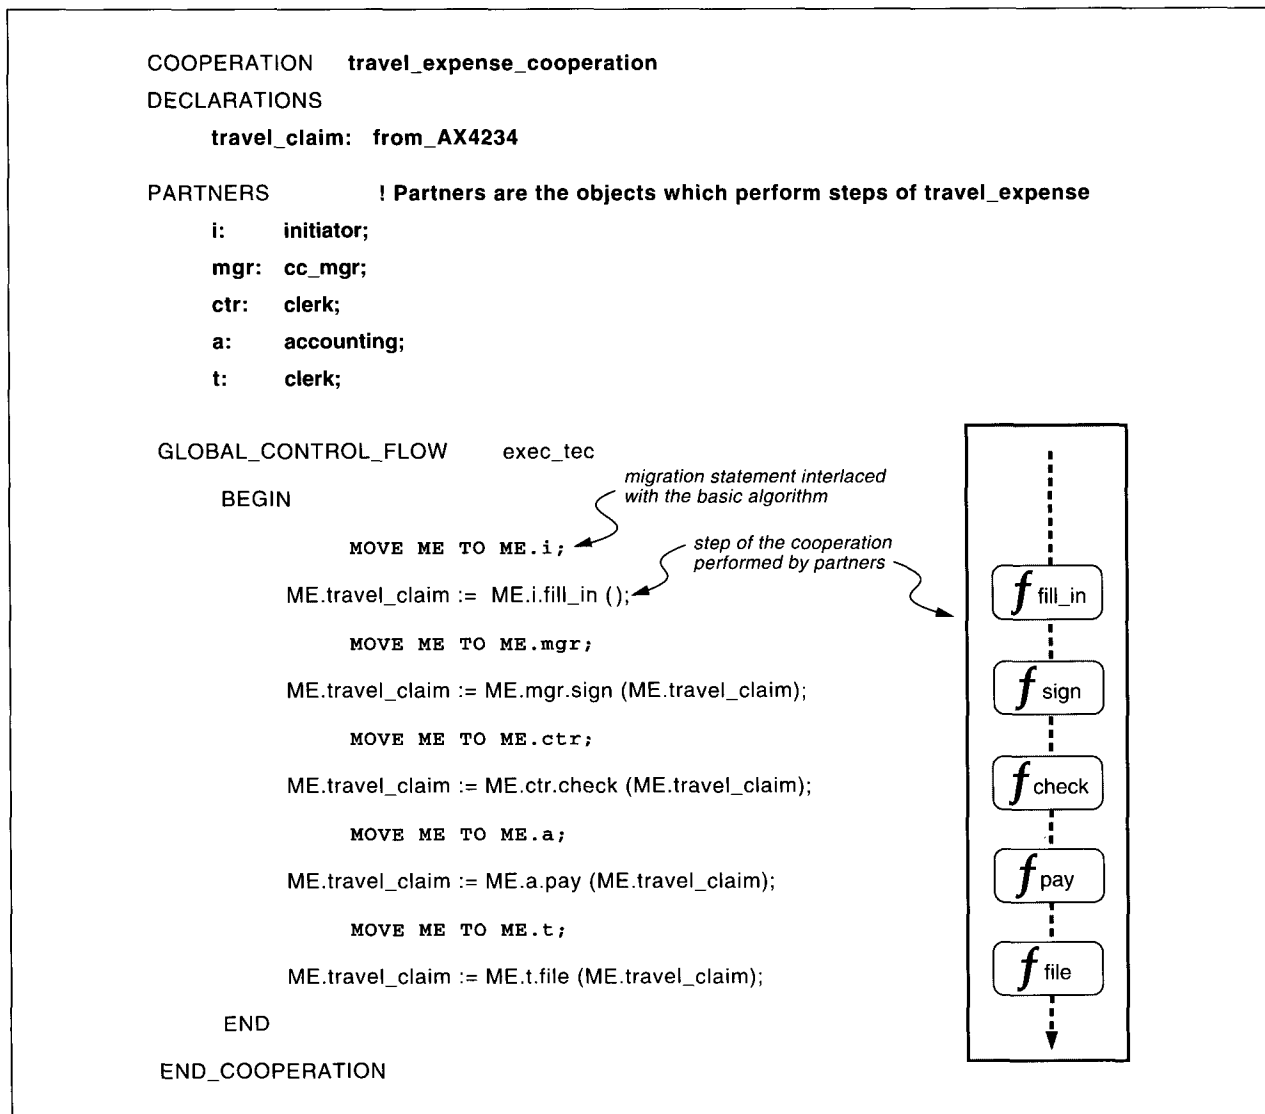 COOPERATION travel_expense_cooperation
DECLARATIONS
travel_claim: from_AX4234
PARTNERS ! Partners are the objects which perform steps of travel_expense
i: initiator;
mgr: cc_mgr;
ctr: clerk;
a: accounting;
t: clerk;
GLOBAL_CONTROL_FLOW exec_tec
migration statement interlaced
with the basic algorithm
BEGIN
MOVE ME TO ME.i;
step of the cooperation
performed by partners
ME.travel_claim := ME.i.fill_in ();
MOVE ME TO ME.mgr;
ME.travel_claim := ME.mgr.sign (ME.travel_claim);
MOVE ME TO ME.ctr;
ME.travel_claim := ME.ctr.check (ME.travel_claim);
MOVE ME TO ME.a;
ME.travel_claim := ME.a.pay (ME.travel_claim);
MOVE ME TO ME.t;
ME.travel_claim := ME.t.file (ME.travel_claim);
END
END_COOPERATION
f fill_in
f sign
f check
f pay
f file